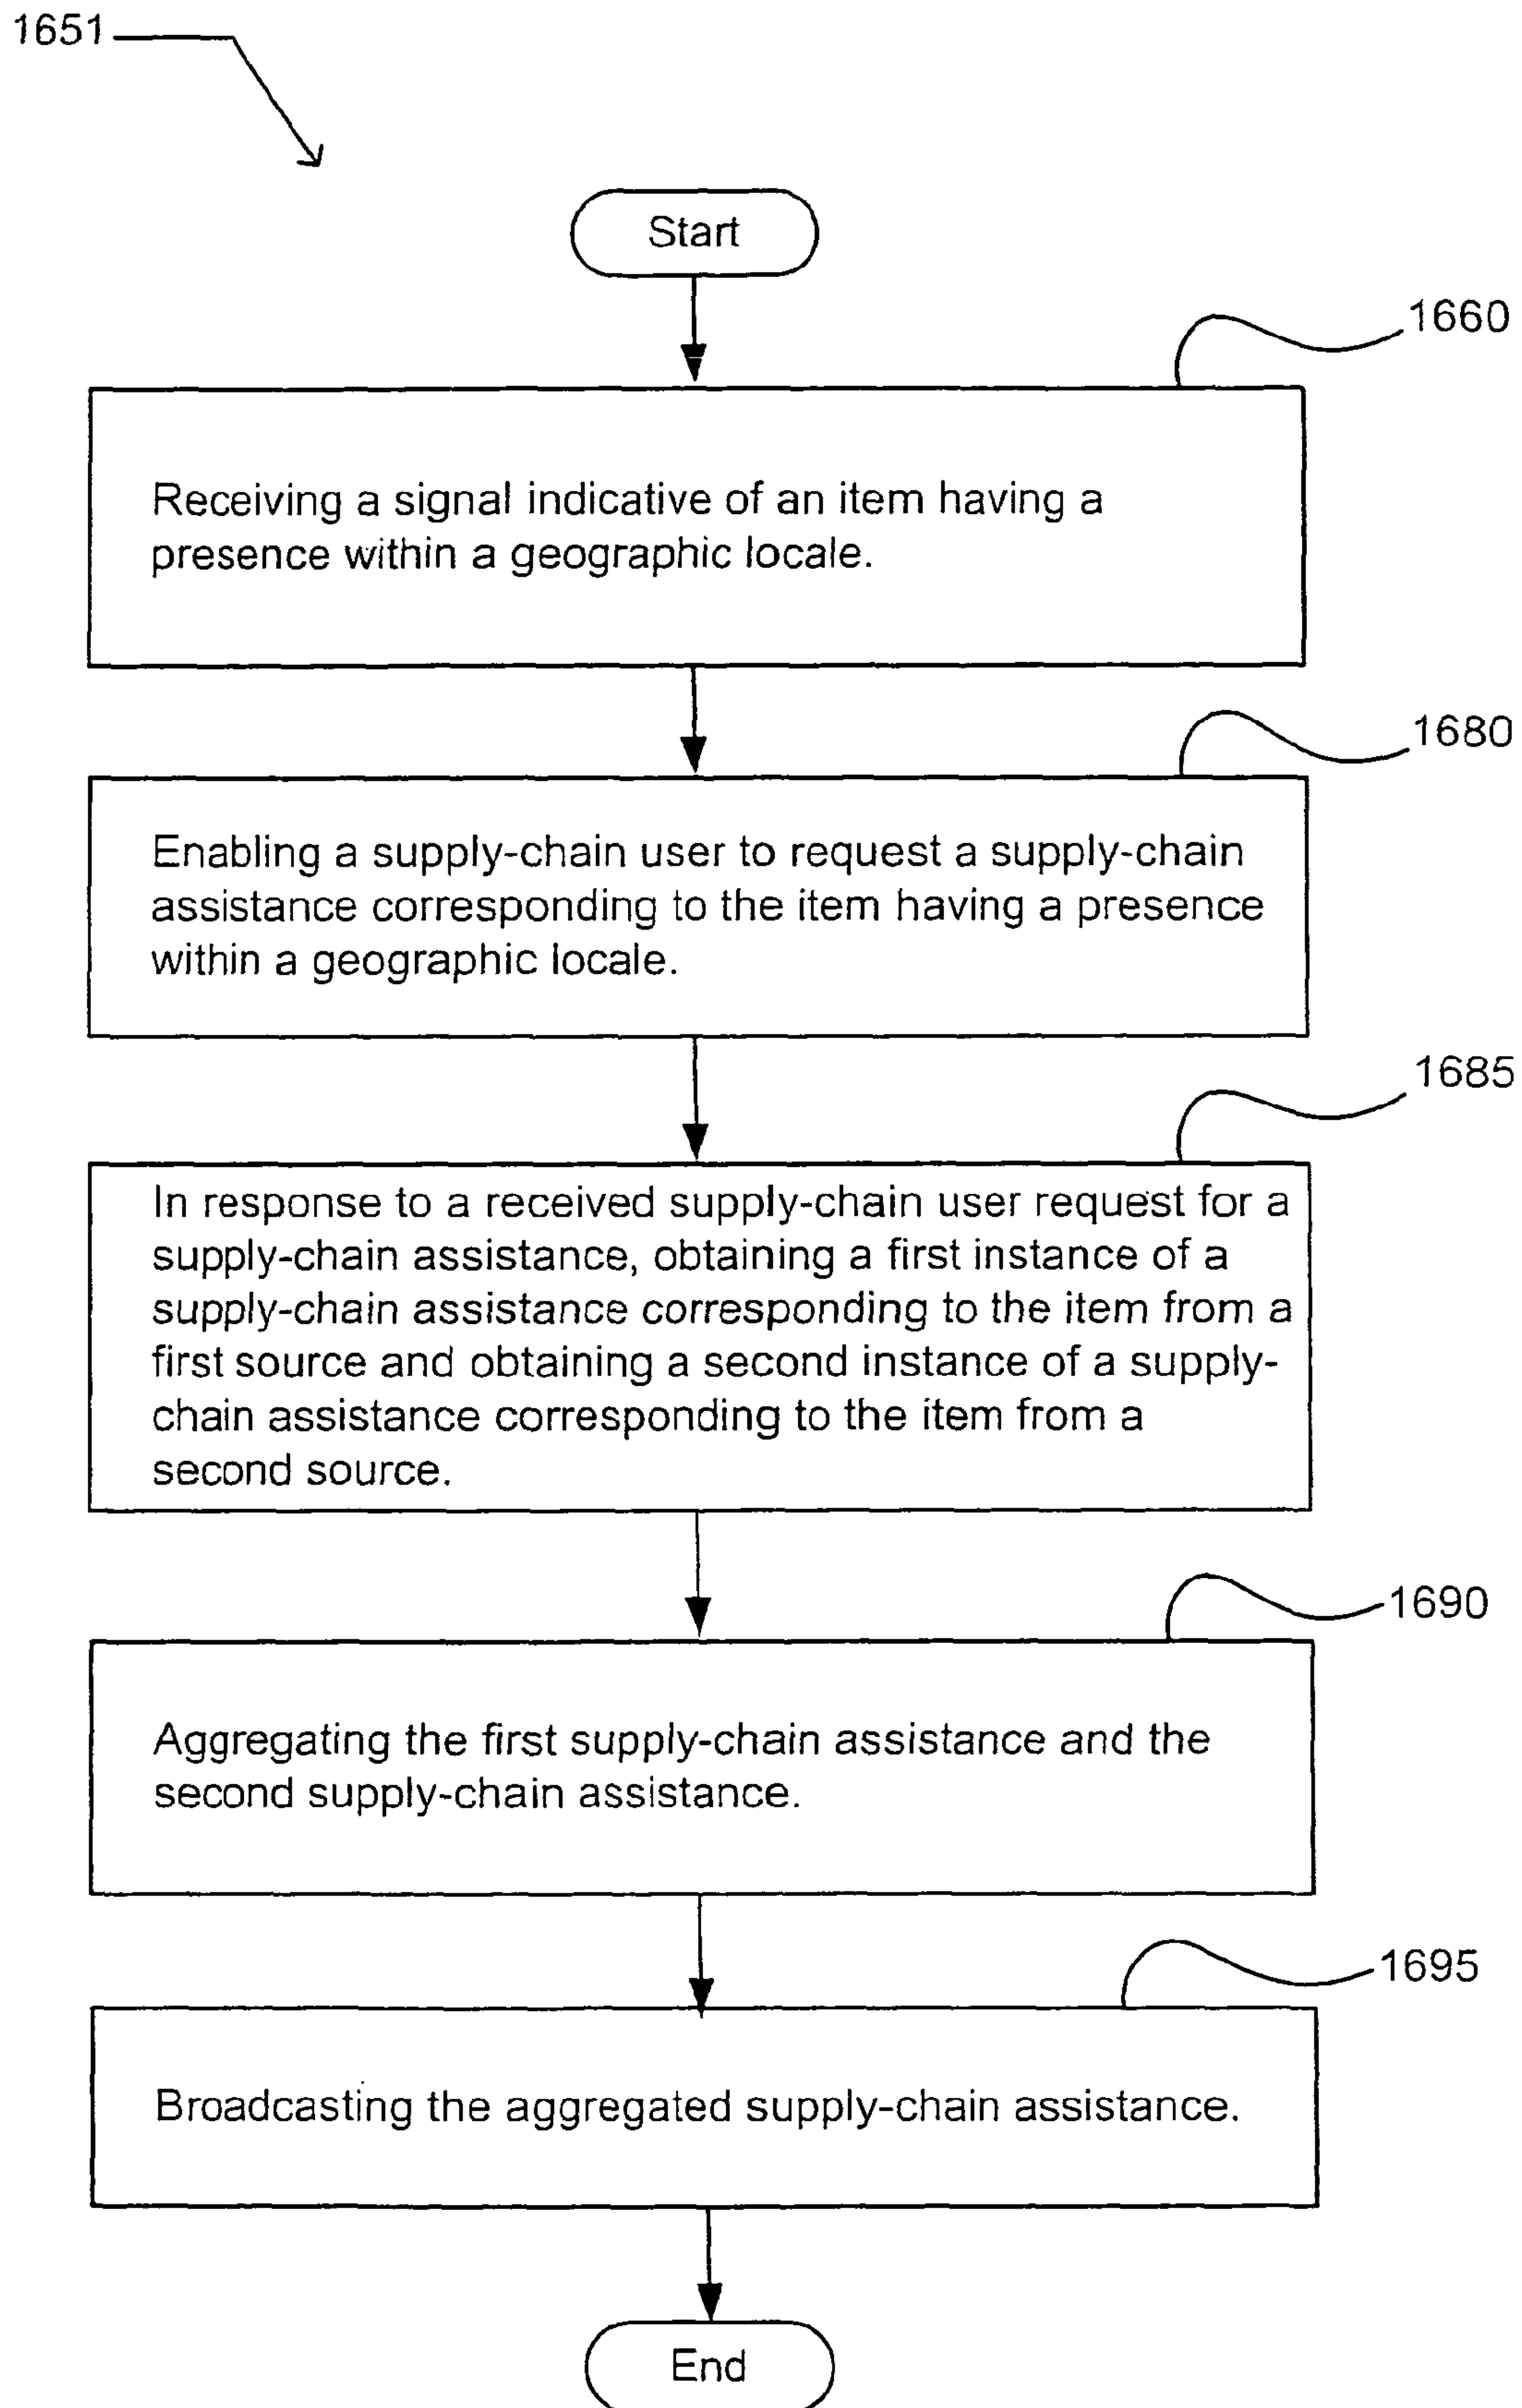 1651
Start
1660
Receiving a signal indicative of an item having a
presence within a geographic locale.
1680
Enabling a supply-chain user to request a supply-chain
assistance corresponding to the item having a presence
within a geographic locale.
1685
In response to a received supply-chain user request for a
supply-chain assistance, obtaining a first instance of a
supply-chain assistance corresponding to the item from a
first source and obtaining a second instance of a supply-
chain assistance corresponding to the item from a
second source.
1690
Aggregating the first supply-chain assistance and the
second supply-chain assistance.
1695
Broadcasting the aggregated supply-chain assistance.
End